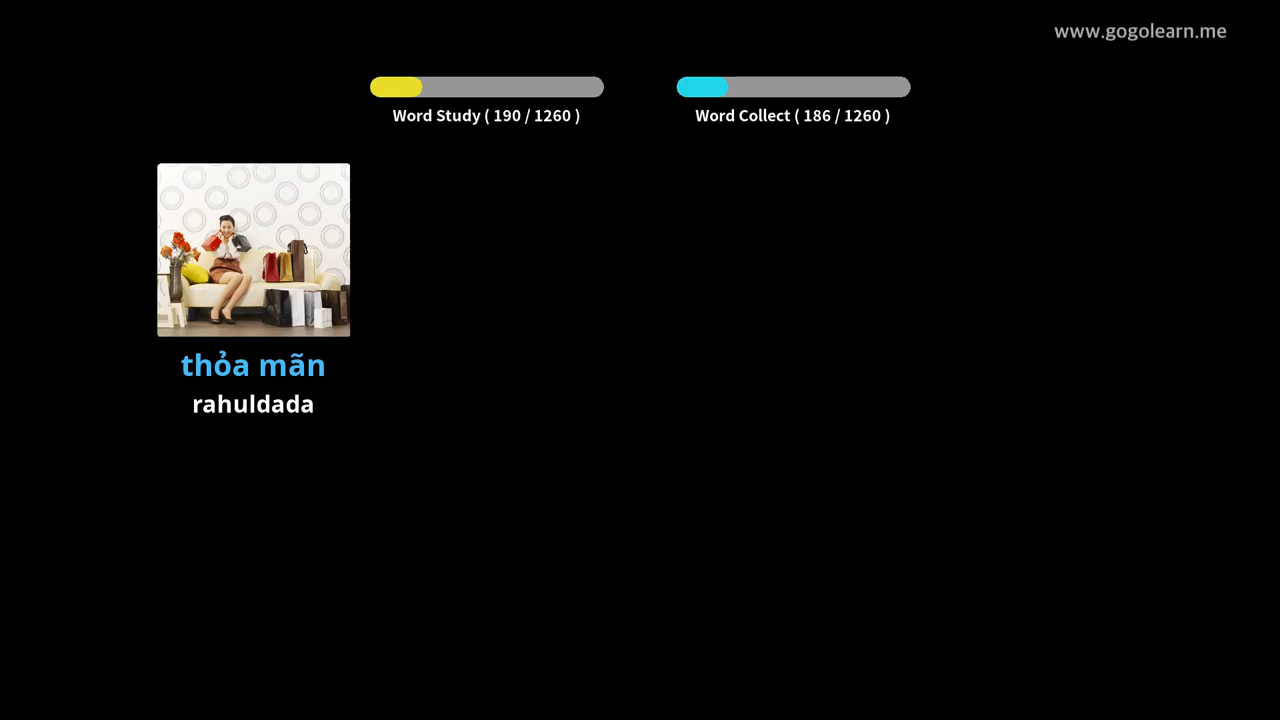 www.gogolearn.me
Word Study ( 190 / 1260 )
Word Collect ( 186 / 1260 )
thỏa mãn
rahuldada